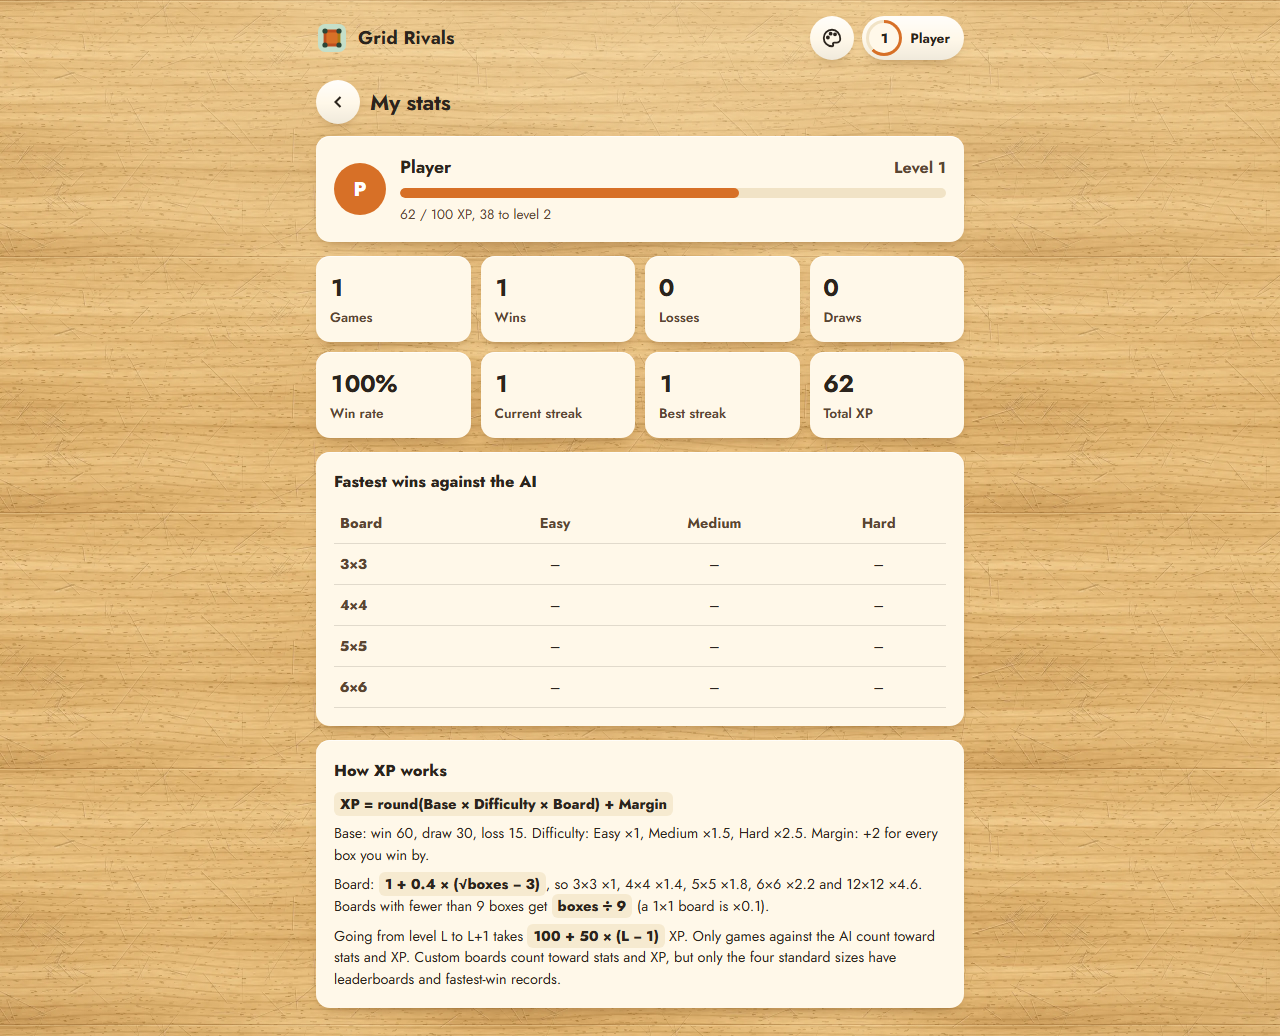 Grid Rivals
1
Player
My stats
P
Player
Level 1
62 / 100 XP, 38 to level 2
1
Games
1
Wins
0
Losses
0
Draws
100%
Win rate
1
Current streak
1
Best streak
62
Total XP
Fastest wins against the AI
Board Easy Medium Hard
3×3 – – –
4×4 – – –
5×5 – – –
6×6 – – –
How XP works
XP = round(Base × Difficulty × Board) + Margin
Base: win 60, draw 30, loss 15. Difficulty: Easy ×1, Medium ×1.5, Hard ×2.5. Margin: +2 for every
box you win by.
Board: 1 + 0.4 × (√boxes − 3) , so 3×3 ×1, 4×4 ×1.4, 5×5 ×1.8, 6×6 ×2.2 and 12×12 ×4.6.
Boards with fewer than 9 boxes get boxes ÷ 9 (a 1×1 board is ×0.1).
Going from level L to L+1 takes 100 + 50 × (L − 1) XP. Only games against the AI count toward
stats and XP. Custom boards count toward stats and XP, but only the four standard sizes have
leaderboards and fastest-win records.